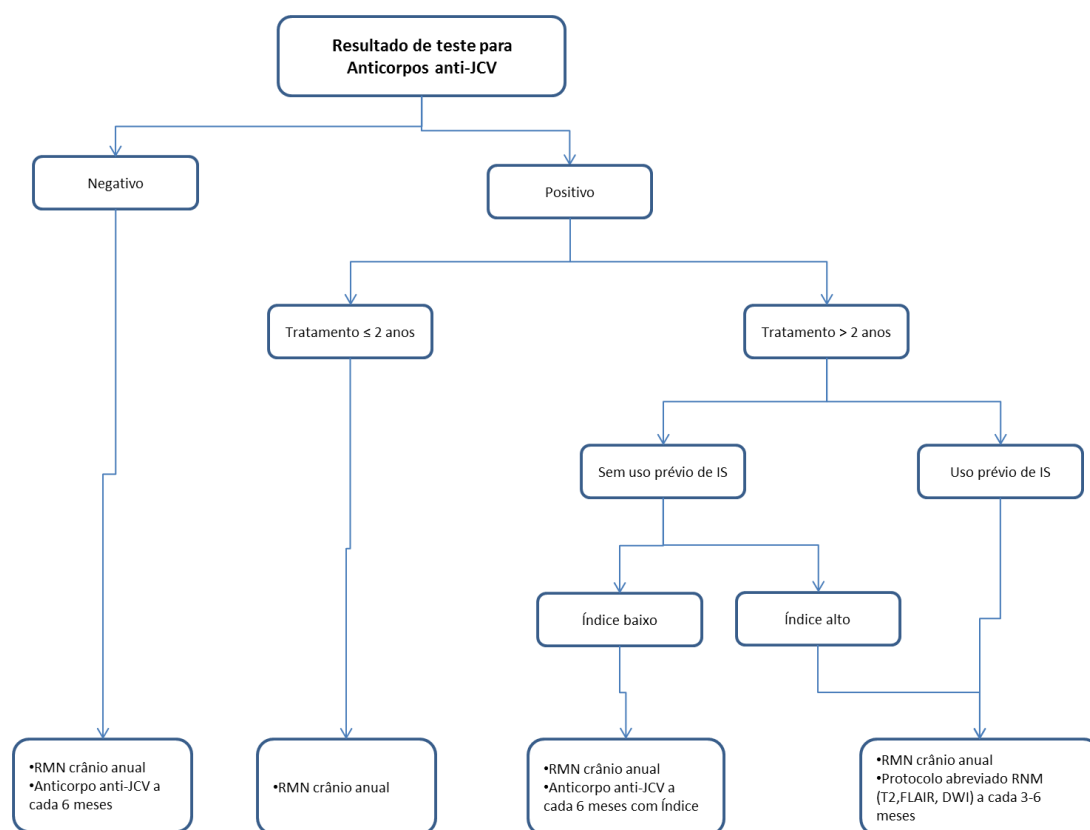 Resultado de teste para
Anticorpos anti-JCV
Negativo
Positivo
Tratamento ≤ 2 anos
Tratamento > 2 anos
Sem uso prévio de IS
Uso prévio de IS
Índice baixo
Índice alto
•RMN crânio anual
•Anticorpo anti-JCV a
cada 6 meses
•RMN crânio anual
•RMN crânio anual
•Anticorpo anti-JCV a
cada 6 meses com Índice
•RMN crânio anual
•Protocolo abreviado RNM
(T2,FLAIR, DWI) a cada 3-6
meses